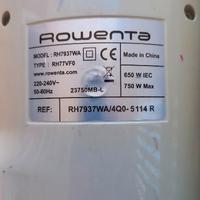 Rowenta
MODEL : RH7937WA
TYPE : RH77VF0
www.rowenta.com
Made in China
220-240V~
50-60Hz
23750MB-L
650 W IEC
750 W Max
REF: RH7937WA/4Q0-5114 R